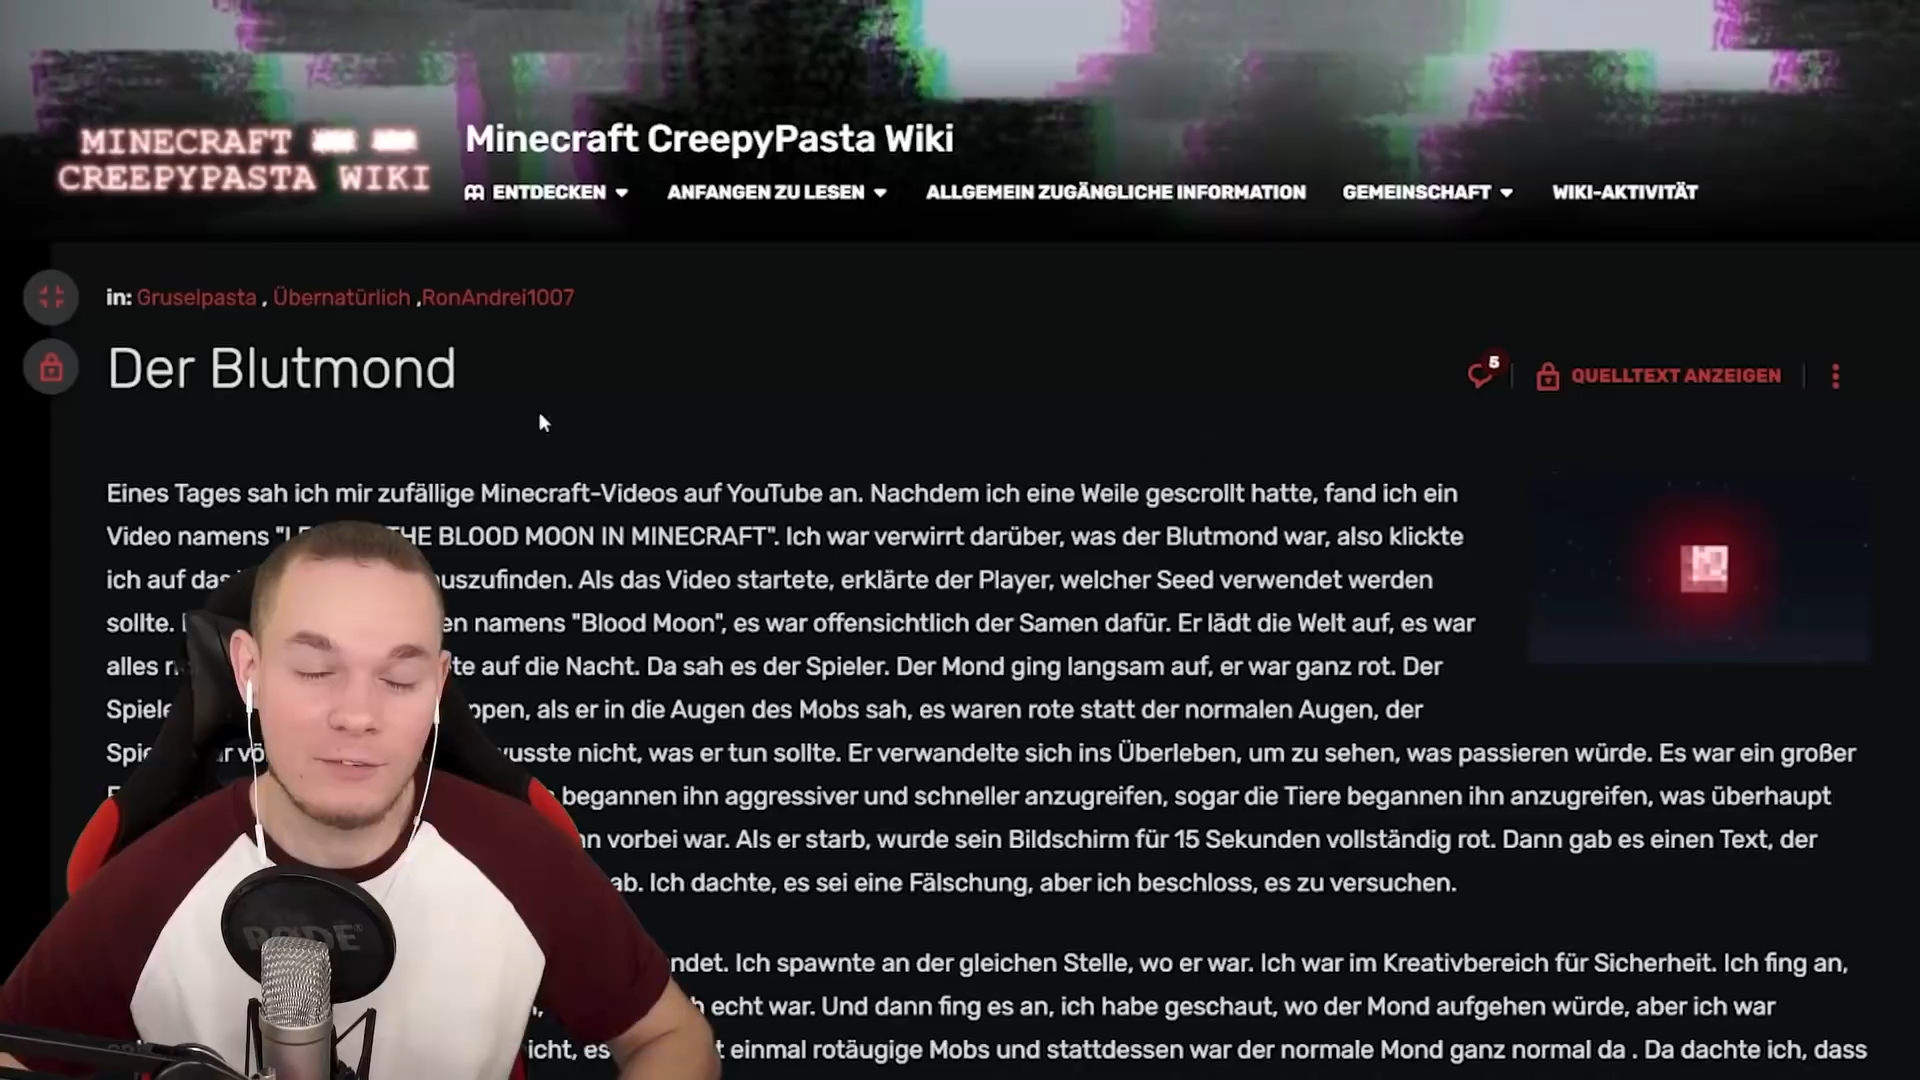 MINECRAFT
CREEPYPASTA WIKI
Minecraft CreepyPasta Wiki
ENTDECKEN
ANFANGEN ZU LESEN
ALLGEMEIN ZUGÄNGLICHE INFORMATION
GEMEINSCHAFT
WIKI-AKTIVITÄT
in: Gruselpasta , Übernatürlich ,RonAndrei1007
Der Blutmond
5
QUELLTEXT ANZEIGEN
Eines Tages sah ich mir zufällige Minecraft-Videos auf YouTube an. Nachdem ich eine Weile gescrollt hatte, fand ich ein
Video namens THE BLOOD MOON IN MINECRAFT". Ich war verwirrt darüber, was der Blutmond war, also klickte
ich auf das auszufinden. Als das Video startete, erklärte der Player, welcher Seed verwendet werden
sollte. namens "Blood Moon", es war offensichtlich der Samen dafür. Er lädt die Welt auf, es war
alles auf die Nacht. Da sah es der Spieler. Der Mond ging langsam auf, er war ganz rot. Der
als er in die Augen des Mobs sah, es waren rote statt der normalen Augen, der
wusste nicht, was er tun sollte. Er verwandelte sich ins Überleben, um zu sehen, was passieren würde. Es war ein großer
begannen ihn aggressiver und schneller anzugreifen, sogar die Tiere begannen ihn anzugreifen, was überhaupt
vorbei war. Als er starb, wurde sein Bildschirm für 15 Sekunden vollständig rot. Dann gab es einen Text, der
ab. Ich dachte, es sei eine Fälschung, aber ich beschloss, es zu versuchen.
Ich spawnte an der gleichen Stelle, wo er war. Ich war im Kreativbereich für Sicherheit. Ich fing an,
echt war. Und dann fing es an, ich habe geschaut, wo der Mond aufgehen würde, aber ich war
einmal rotäugige Mobs und stattdessen war der normale Mond ganz normal da . Da dachte ich, dass
RØDE